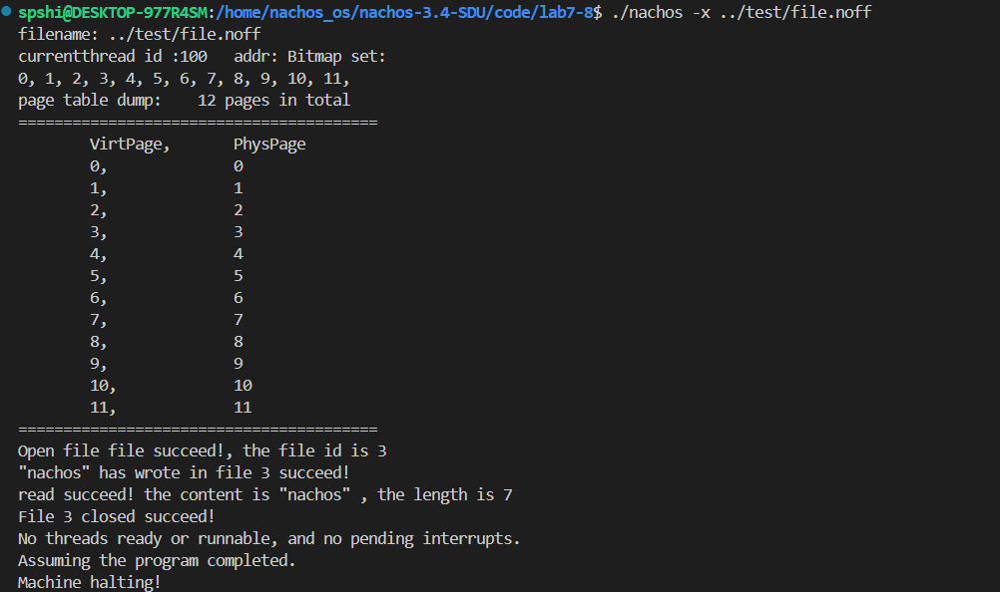 spshi@DESKTOP-977R4SM:/home/nachos_os/nachos-3.4-SDU/code/lab7-8$ ./nachos -x ../test/file.noff
filename: ../test/file.noff
currentthread id :100   addr: Bitmap set:
0, 1, 2, 3, 4, 5, 6, 7, 8, 9, 10, 11,
page table dump:    12 pages in total
========================================
        VirtPage,       PhysPage
        0,              0
        1,              1
        2,              2
        3,              3
        4,              4
        5,              5
        6,              6
        7,              7
        8,              8
        9,              9
        10,             10
        11,             11
========================================
Open file file succeed!, the file id is 3
"nachos" has wrote in file 3 succeed!
read succeed! the content is "nachos" , the length is 7
File 3 closed succeed!
No threads ready or runnable, and no pending interrupts.
Assuming the program completed.
Machine halting!